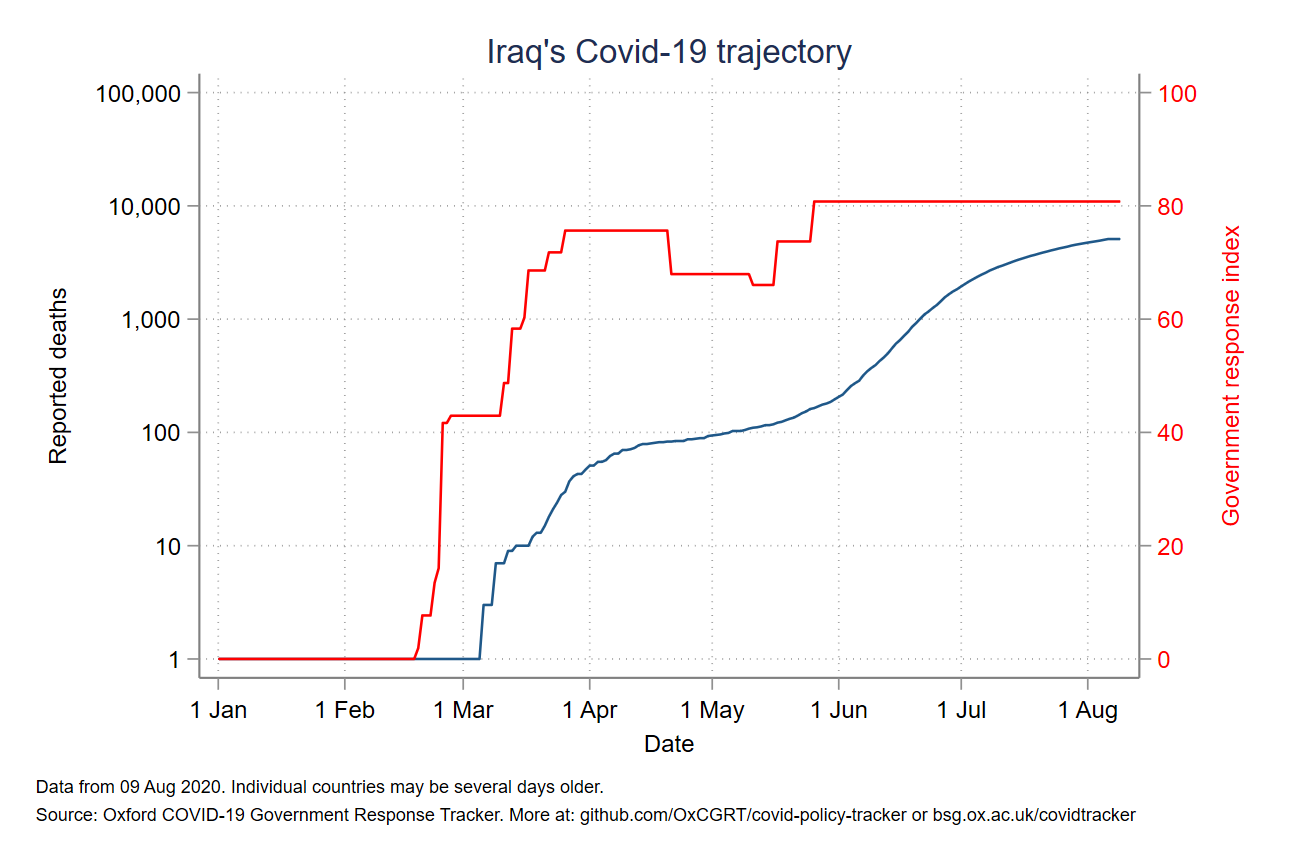 Iraq's Covid-19 trajectory
100,000
10,000
1,000
100
10
1
Reported deaths
100
80
60
40
20
0
Government response index
1 Jan 1 Feb 1 Mar 1 Apr 1 May 1 Jun 1 Jul 1 Aug
Date
Data from 09 Aug 2020. Individual countries may be several days older.
Source: Oxford COVID-19 Government Response Tracker. More at: github.com/OxCGRT/covid-policy-tracker or bsg.ox.ac.uk/covidtracker